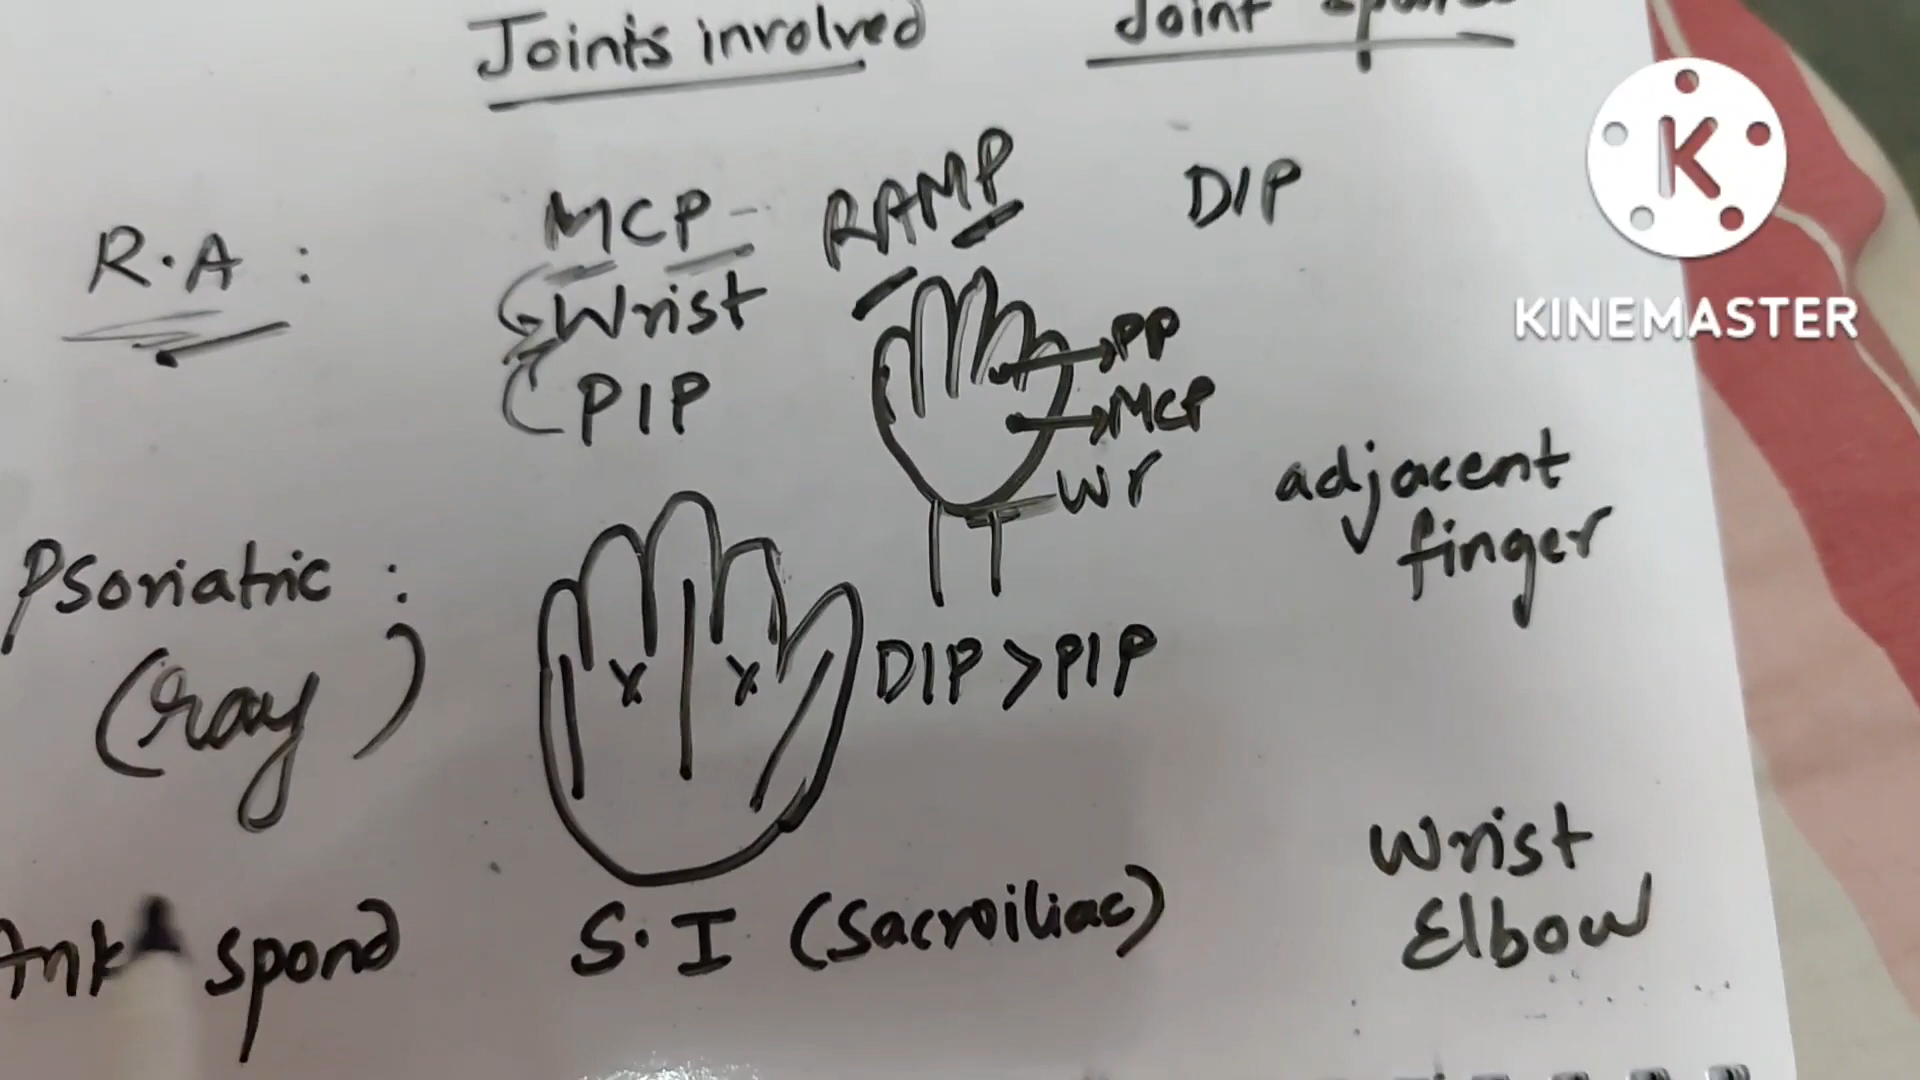 Joints involved
Joint
MCP - RAMP
DIP
R.A :
Wrist
PIP
PP
MCP
Wr
adjacent
finger
Psoriatric :
(ray)
x x
DIP > PIP
Wrist
Elbow
Ank spond
S.I (Sacroiliac)
K
KINEMASTER